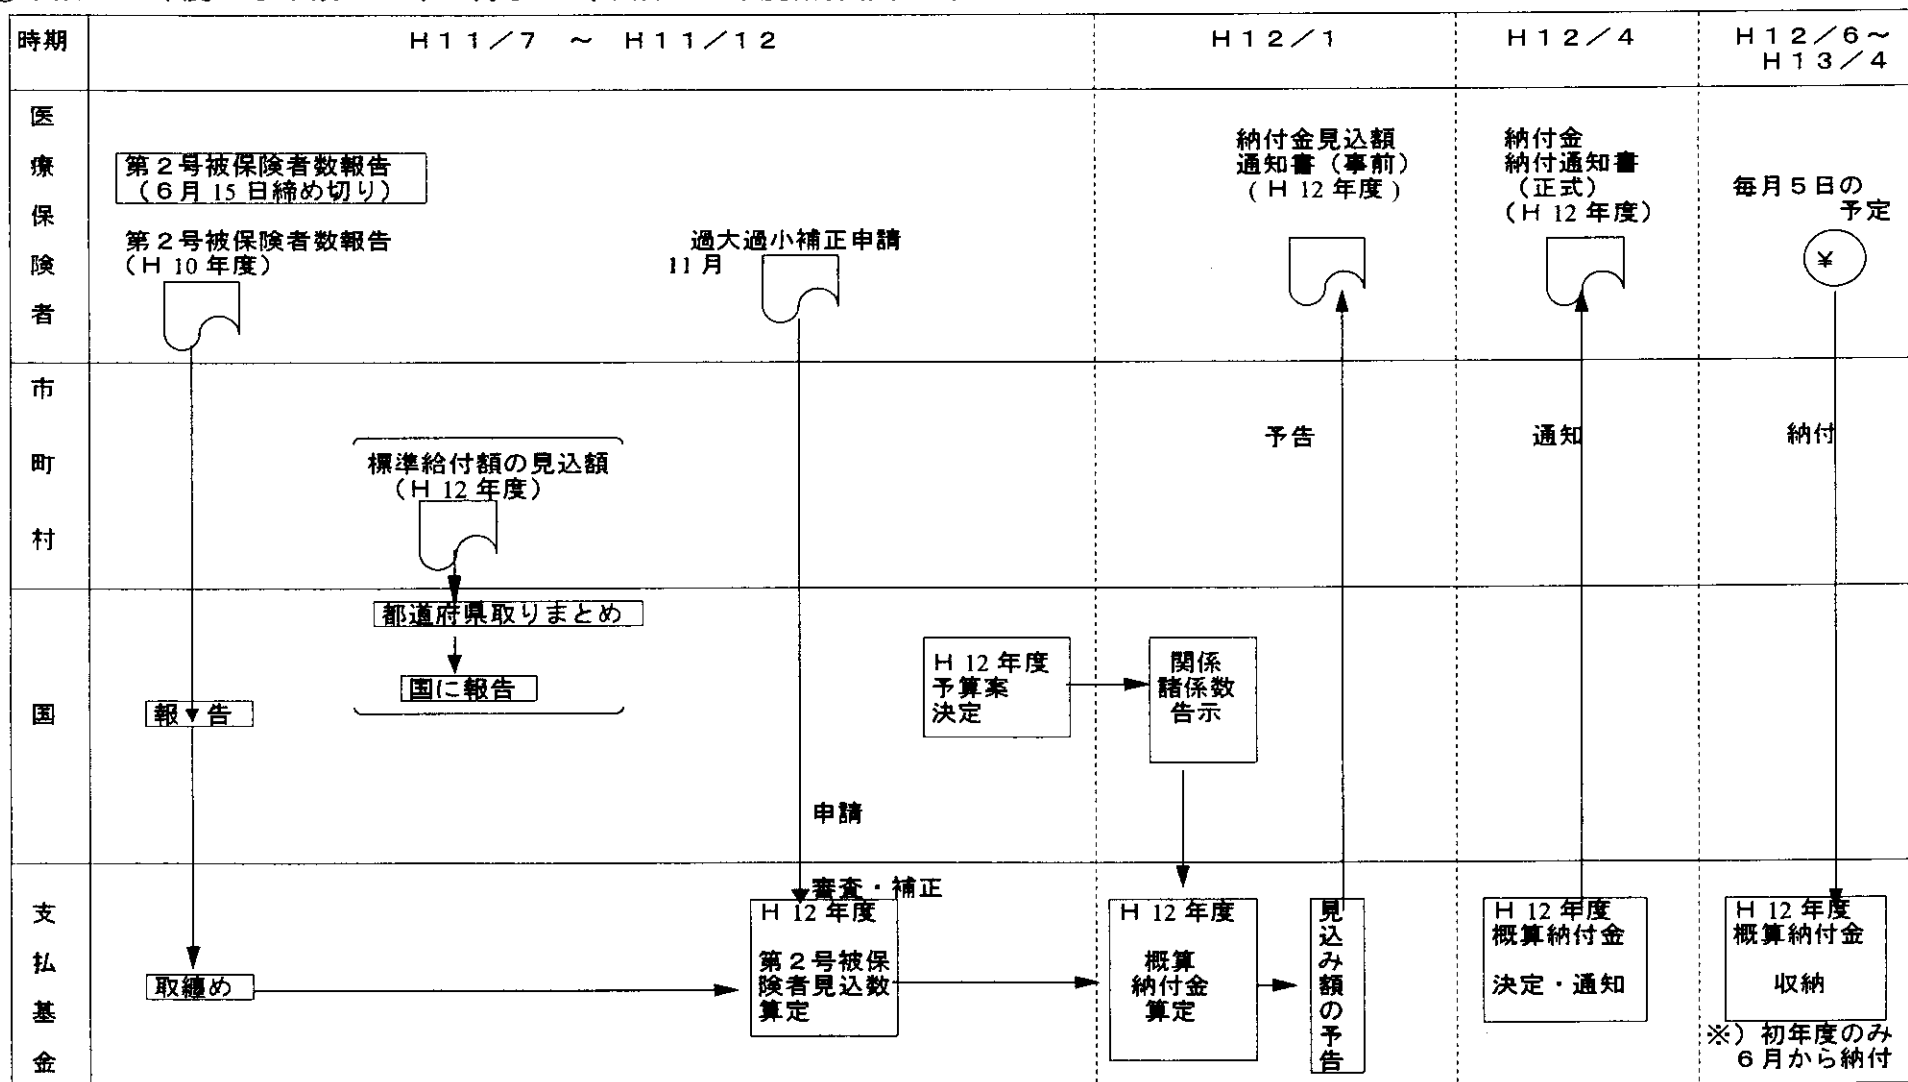 時期
H11/7 ~ H11/12
H12/1
H12/4
H12/6~
H13/4
医療保険者
第2号被保険者数報告
(6月15日締め切り)
第2号被保険者数報告
(H 10年度)
過大過小補正申請
11月
納付金見込額
通知書(事前)
(H 12年度)
納付金
納付通知書
(正式)
(H 12年度)
毎月5日の
予定
¥
市町村
標準給付額の見込額
(H 12年度)
予告
通知
納付
国
都道府県取りまとめ
国に報告
報告
H 12年度
予算案
決定
関係
諸係数
告示
申請
支払基金
審査・補正
取纏め
H 12年度
第2号被保
険者見込数
算定
H 12年度
概算
納付金
算定
見込み額の予告
H 12年度
概算納付金
決定・通知
H 12年度
概算納付金
収納
※)初年度のみ
6月から納付